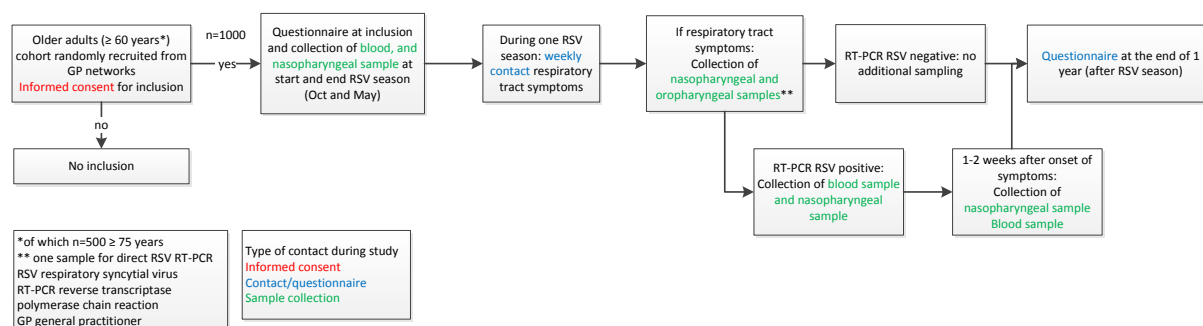 Older adults (≥ 60 years*)
cohort randomly recruited from
GP networks
Informed consent for inclusion
n=1000
yes
no
No inclusion
Questionnaire at inclusion
and collection of blood, and
nasopharyngeal sample at
start and end RSV season
(Oct and May)
During one RSV
season: weekly
contact respiratory
tract symptoms
If respiratory tract
symptoms:
Collection of
nasopharyngeal and
oropharyngeal samples**
RT-PCR RSV negative: no
additional sampling
Questionnaire at the end of 1
year (after RSV season)
RT-PCR RSV positive:
Collection of blood sample
and nasopharyngeal
sample
1-2 weeks after onset of
symptoms:
Collection of
nasopharyngeal sample
Blood sample
*of which n=500 ≥ 75 years
** one sample for direct RSV RT-PCR
RSV respiratory syncytial virus
RT-PCR reverse transcriptase
polymerase chain reaction
GP general practitioner
Type of contact during study
Informed consent
Contact/questionnaire
Sample collection